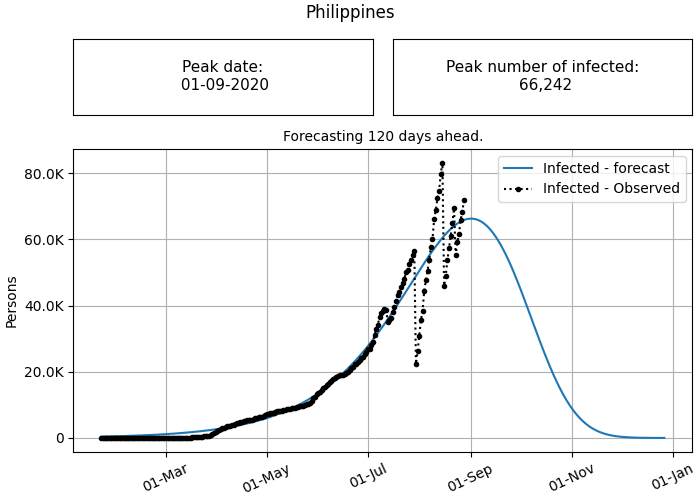 Philippines
Peak date:
01-09-2020
Peak number of infected:
66,242
Forecasting 120 days ahead.
Infected - forecast
Infected - Observed
80.0K
60.0K
40.0K
20.0K
0
Persons
01-Mar
01-May
01-Jul
01-Sep
01-Nov
01-Jan